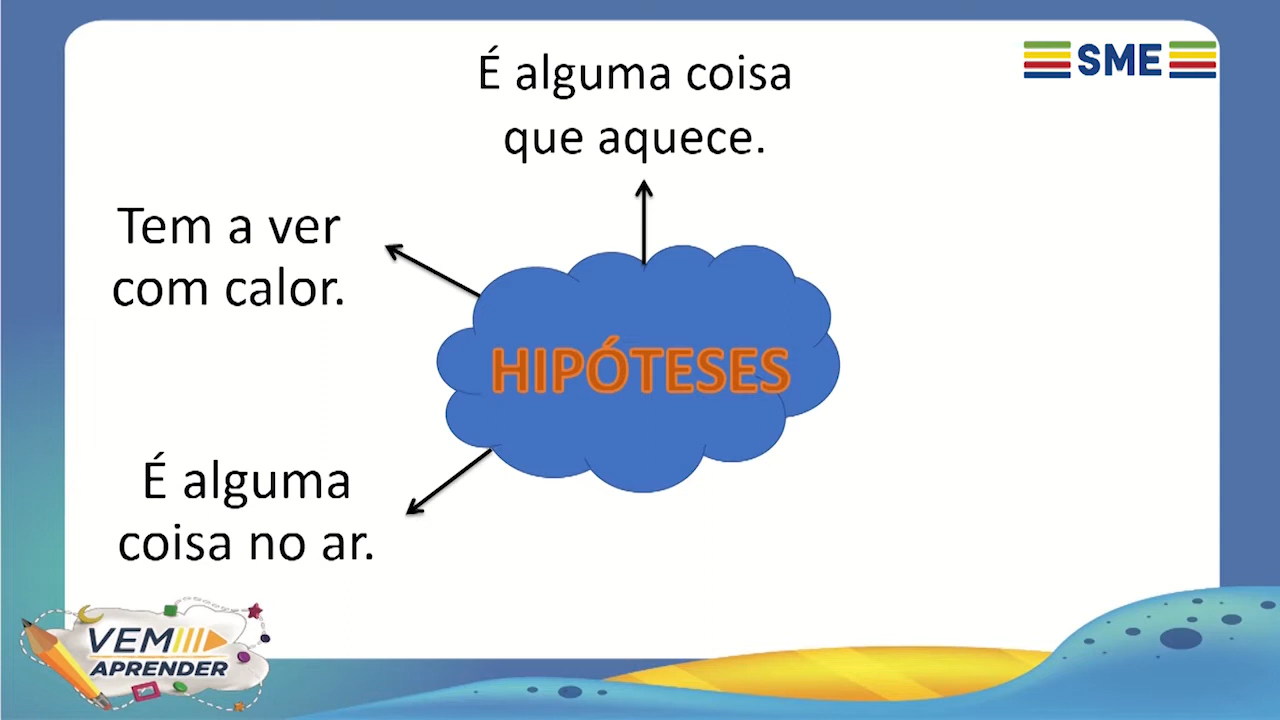 É alguma coisa
que aquece.
SME
Tem a ver
com calor.
HIPÓTESES
É alguma
coisa no ar.
VEM
APRENDER